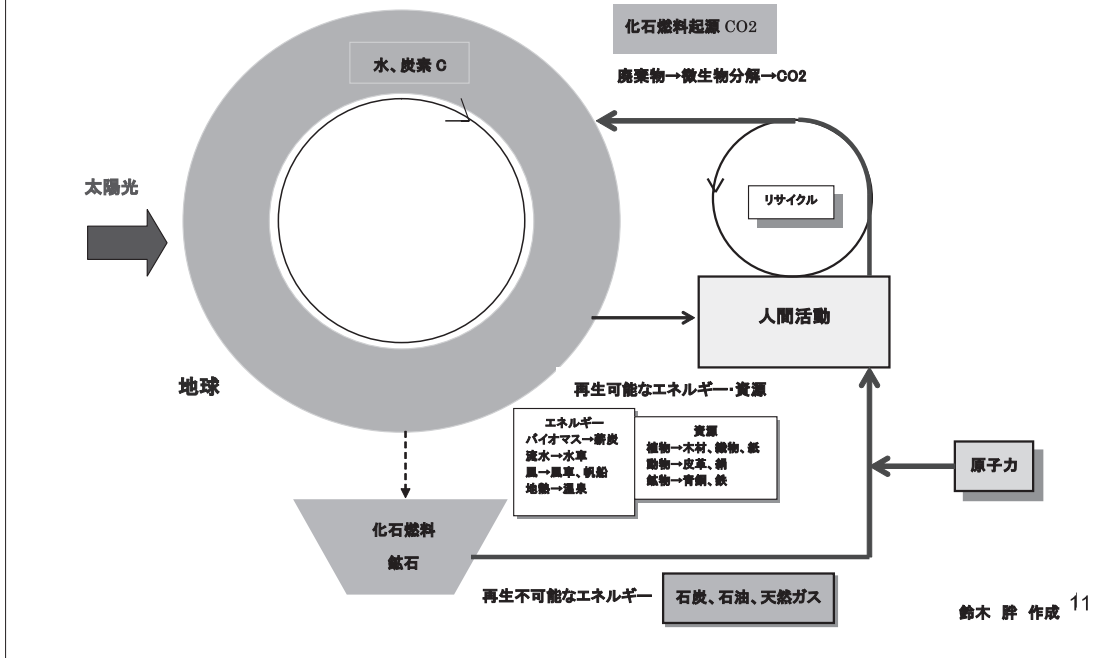 化石燃料起源 CO2
水、炭素 C
廃棄物→微生物分解→CO2
太陽光
リサイクル
人間活動
地球
再生可能なエネルギー・資源
エネルギー
バイオマス→薪炭
流水→水車
風→風車、帆船
地熱→温泉
資源
植物→木材、織物、紙
動物→皮革、絹
鉱物→青銅、鉄
原子力
化石燃料
鉱石
再生不可能なエネルギー
石炭、石油、天然ガス
鈴木 胖 作成
11